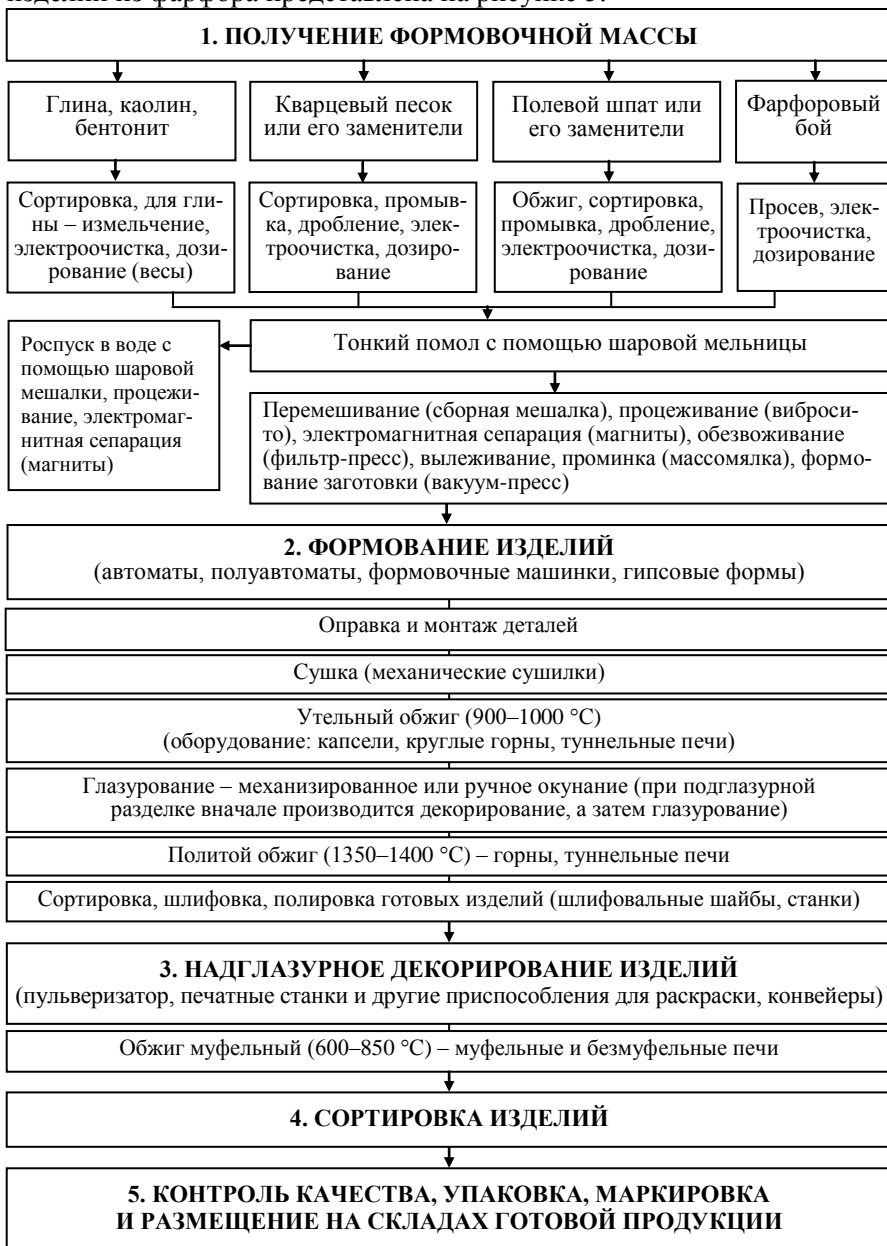 изделий из фарфора представлена на рисунке 5.
1. ПОЛУЧЕНИЕ ФОРМОВОЧНОЙ МАССЫ
Глина, каолин,
бентонит
Кварцевый песок
или его заменители
Полевой шпат или
его заменители
Фарфоровый
бой
Сортировка, для гли-
ны – измельчение,
электроочистка, дози-
рование (весы)
Сортировка, промыв-
ка, дробление, элек-
троочистка, дозиро-
вание
Обжиг, сортировка,
промывка, дробление,
электроочистка, дози-
рование
Просев, элек-
троочистка,
дозирование
Роспуск в воде с
помощью шаровой
мешалки, процежи-
вание, электромаг-
нитная сепарация
(магниты)
Тонкий помол с помощью шаровой мельницы
Перемешивание (сборная мешалка), процеживание (вибросил-
то), электромагнитная сепарация (магниты), обезвоживание
(фильтр-пресс), вылеживание, проминка (массомялка), формо-
вание заготовки (вакуум-пресс)
2. ФОРМОВАНИЕ ИЗДЕЛИЙ
(автоматы, полуавтоматы, формовочные машинки, гипсовые формы)
Оправка и монтаж деталей
Сушка (механические сушилки)
Утельный обжиг (900–1000 °С)
(оборудование: капсели, круглые горны, туннельные печи)
Глазурование – механизированное или ручное окунание (при подглазурной
разделке вначале производится декорирование, а затем глазурование)
Политой обжиг (1350–1400 °С) – горны, туннельные печи
Сортировка, шлифовка, полировка готовых изделий (шлифовальные шайбы, станки)
3. НАДГЛАЗУРНОЕ ДЕКОРИРОВАНИЕ ИЗДЕЛИЙ
(пульверизатор, печатные станки и другие приспособления для раскраски, конвейеры)
Обжиг муфельный (600–850 °С) – муфельные и безмуфельные печи
4. СОРТИРОВКА ИЗДЕЛИЙ
5. КОНТРОЛЬ КАЧЕСТВА, УПАКОВКА, МАРКИРОВКА
И РАЗМЕЩЕНИЕ НА СКЛАДАХ ГОТОВОЙ ПРОДУКЦИИ